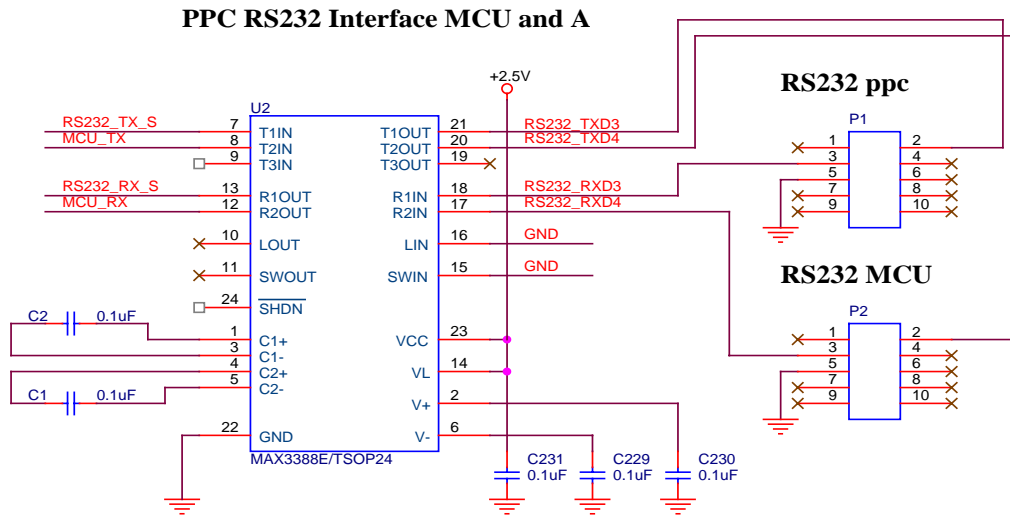 PPC RS232 Interface MCU and A
+2.5V
RS232 ppc
U2
P1
RS232_TX_S 7 T1IN T1OUT 21 RS232_TXD3
MCU_TX 8 T2IN T2OUT 20 RS232_TXD4
9 T3IN T3OUT 19
1 2
3 4
5 6
7 8
9 10
RS232_RX_S 13 R1OUT R1IN 18 RS232_RXD3
MCU_RX 12 R2OUT R2IN 17 RS232_RXD4
10 LOUT LIN 16 GND
11 SWOUT SWIN 15 GND
RS232 MCU
24 SHDN
P2
C2 0.1uF
1 C1+ VCC 23
3 C1-
4 C2+ VL 14
5 C2-
C1 0.1uF
V+ 2
22 GND V- 6
1 2
3 4
5 6
7 8
9 10
MAX3388E/TSOP24
C231 0.1uF
C229 0.1uF
C230 0.1uF